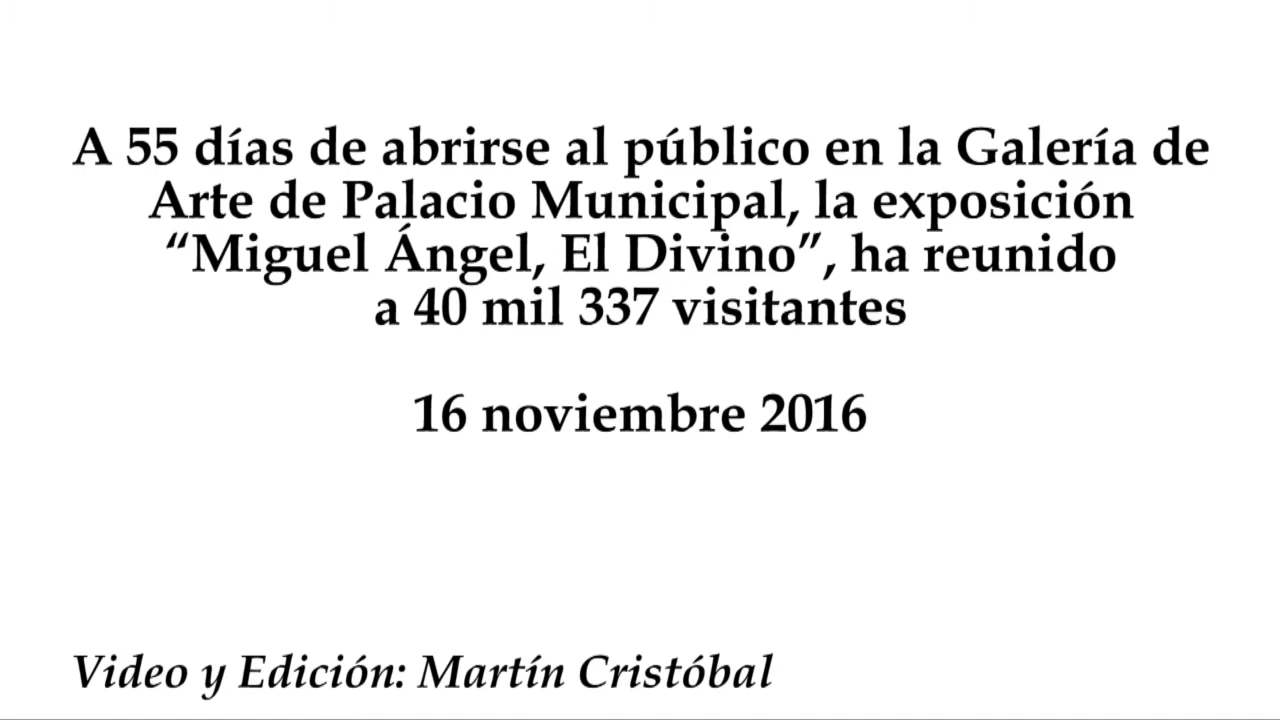 A 55 días de abrirse al público en la Galería de
Arte de Palacio Municipal, la exposición
“Miguel Ángel, El Divino”, ha reunido
a 40 mil 337 visitantes
16 noviembre 2016
Video y Edición: Martín Cristóbal